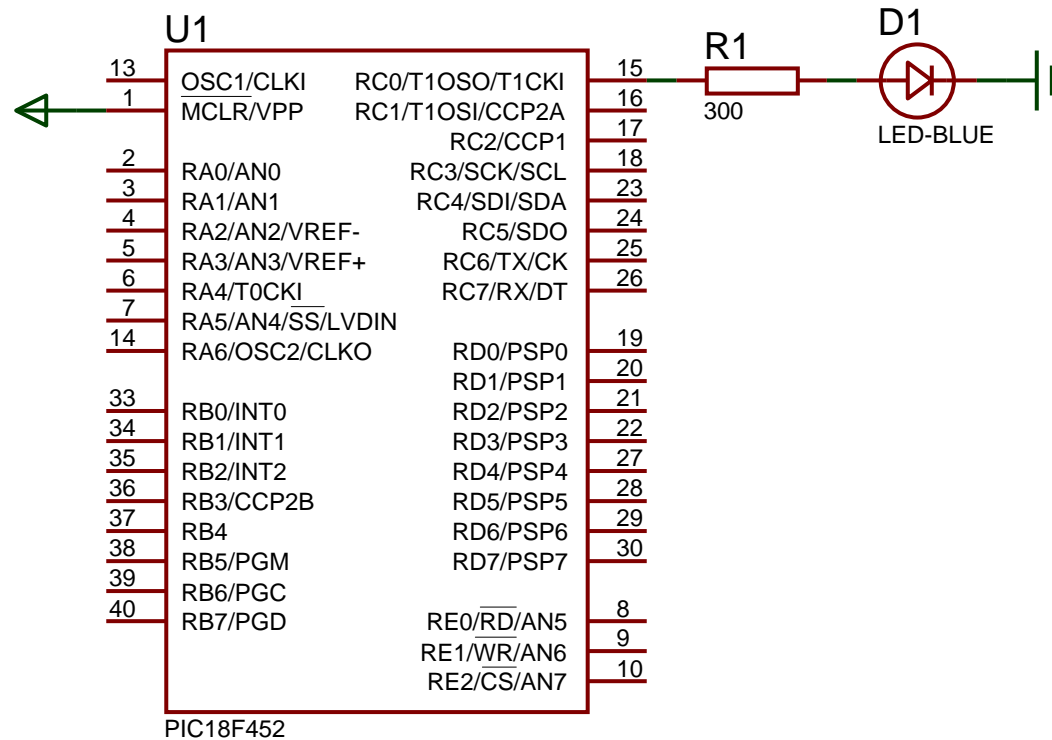 U1
13 OSC1/CLKI
1 MCLR/VPP
2 RA0/AN0
3 RA1/AN1
4 RA2/AN2/VREF-
5 RA3/AN3/VREF+
6 RA4/T0CKI
7 RA5/AN4/SS/LVDIN
14 RA6/OSC2/CLKO
33 RB0/INT0
34 RB1/INT1
35 RB2/INT2
36 RB3/CCP2B
37 RB4
38 RB5/PGM
39 RB6/PGC
40 RB7/PGD
RC0/T1OSO/T1CKI 15
RC1/T1OSI/CCP2A 16
RC2/CCP1 17
RC3/SCK/SCL 18
RC4/SDI/SDA 23
RC5/SDO 24
RC6/TX/CK 25
RC7/RX/DT 26
RD0/PSP0 19
RD1/PSP1 20
RD2/PSP2 21
RD3/PSP3 22
RD4/PSP4 27
RD5/PSP5 28
RD6/PSP6 29
RD7/PSP7 30
RE0/RD/AN5 8
RE1/WR/AN6 9
RE2/CS/AN7 10
PIC18F452
R1
300
D1
LED-BLUE